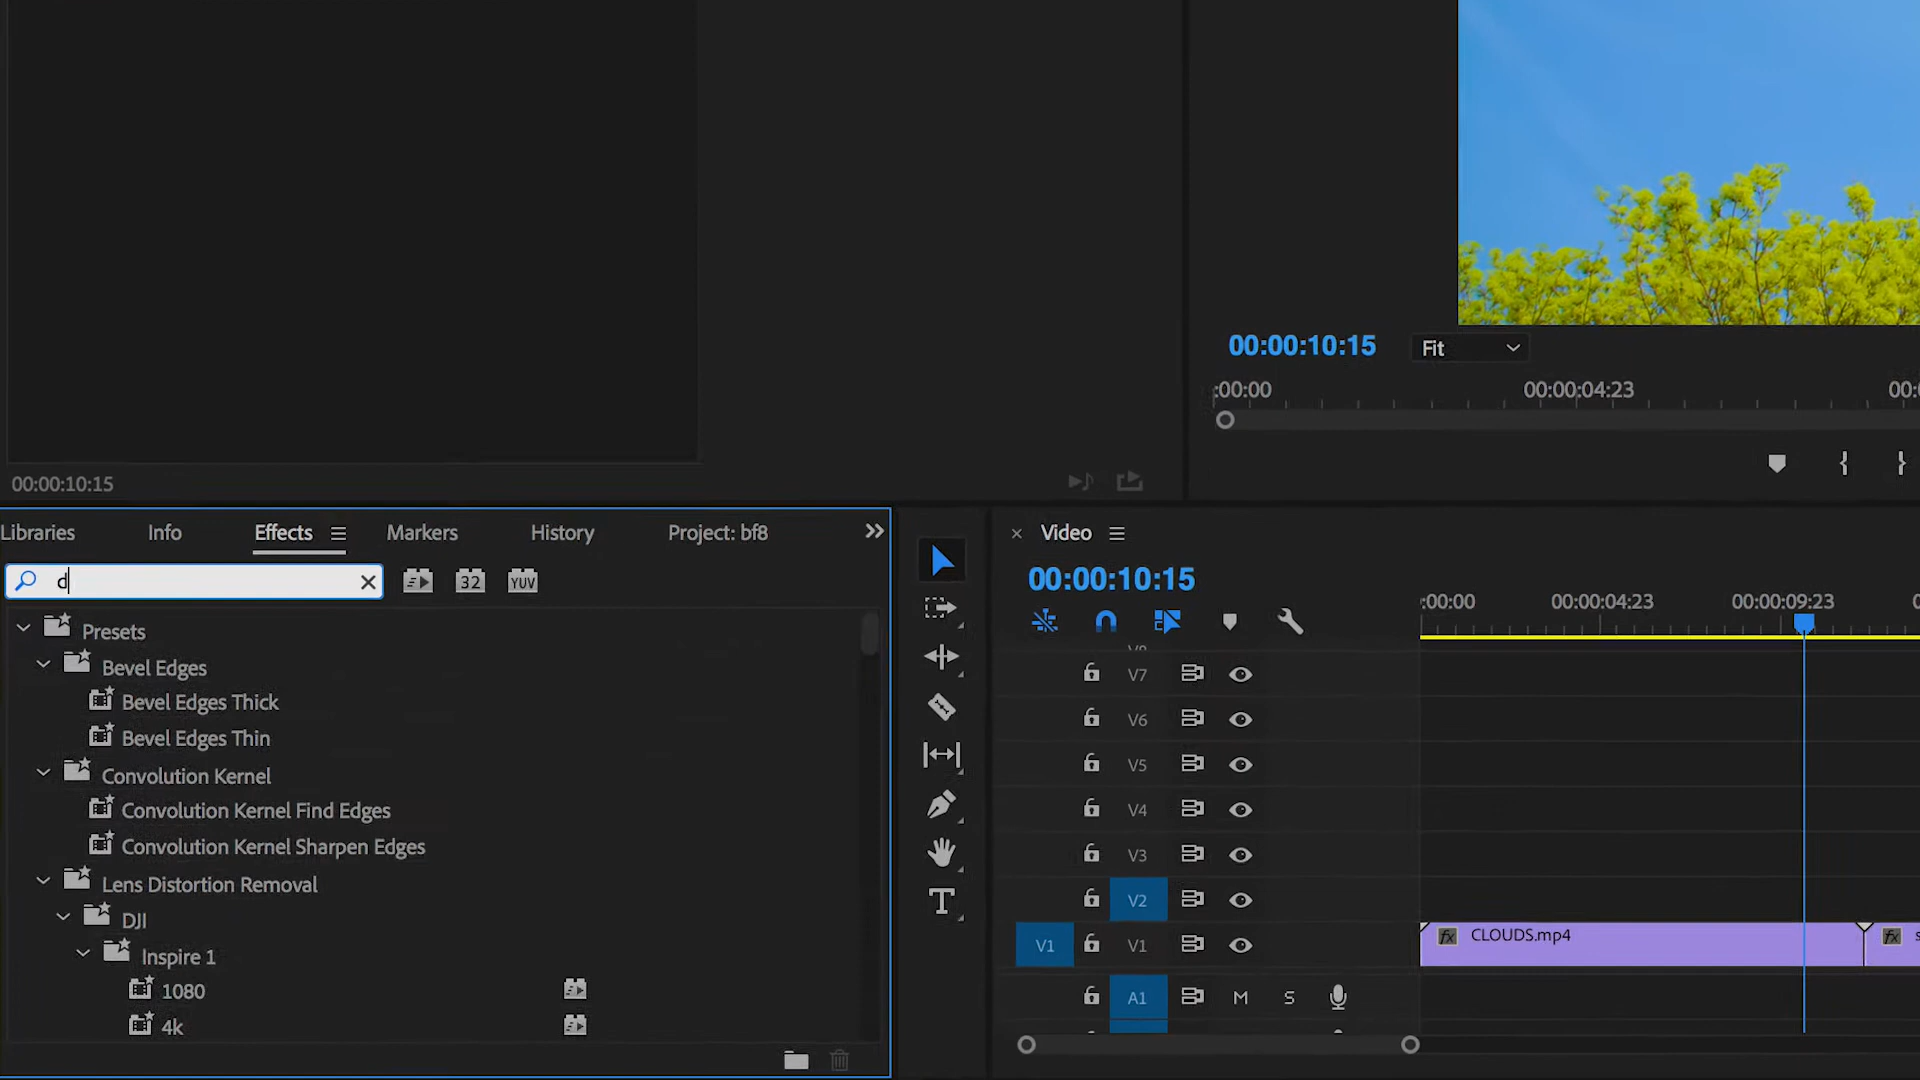 00:00:10:15 Fit
:00:00 00:00:04:23 00:0
00:00:10:15
Libraries Info Effects Markers History Project: bf8
d 32 YUV
Presets
Bevel Edges
Bevel Edges Thick
Bevel Edges Thin
Convolution Kernel
Convolution Kernel Find Edges
Convolution Kernel Sharpen Edges
Lens Distortion Removal
DJI
Inspire 1
1080
4k
Video
00:00:10:15
:00:00 00:00:04:23 00:00:09:23
V7
V6
V5
V4
V3
V2
V1 V1 fx CLOUDS.mp4 fx s
A1 M S